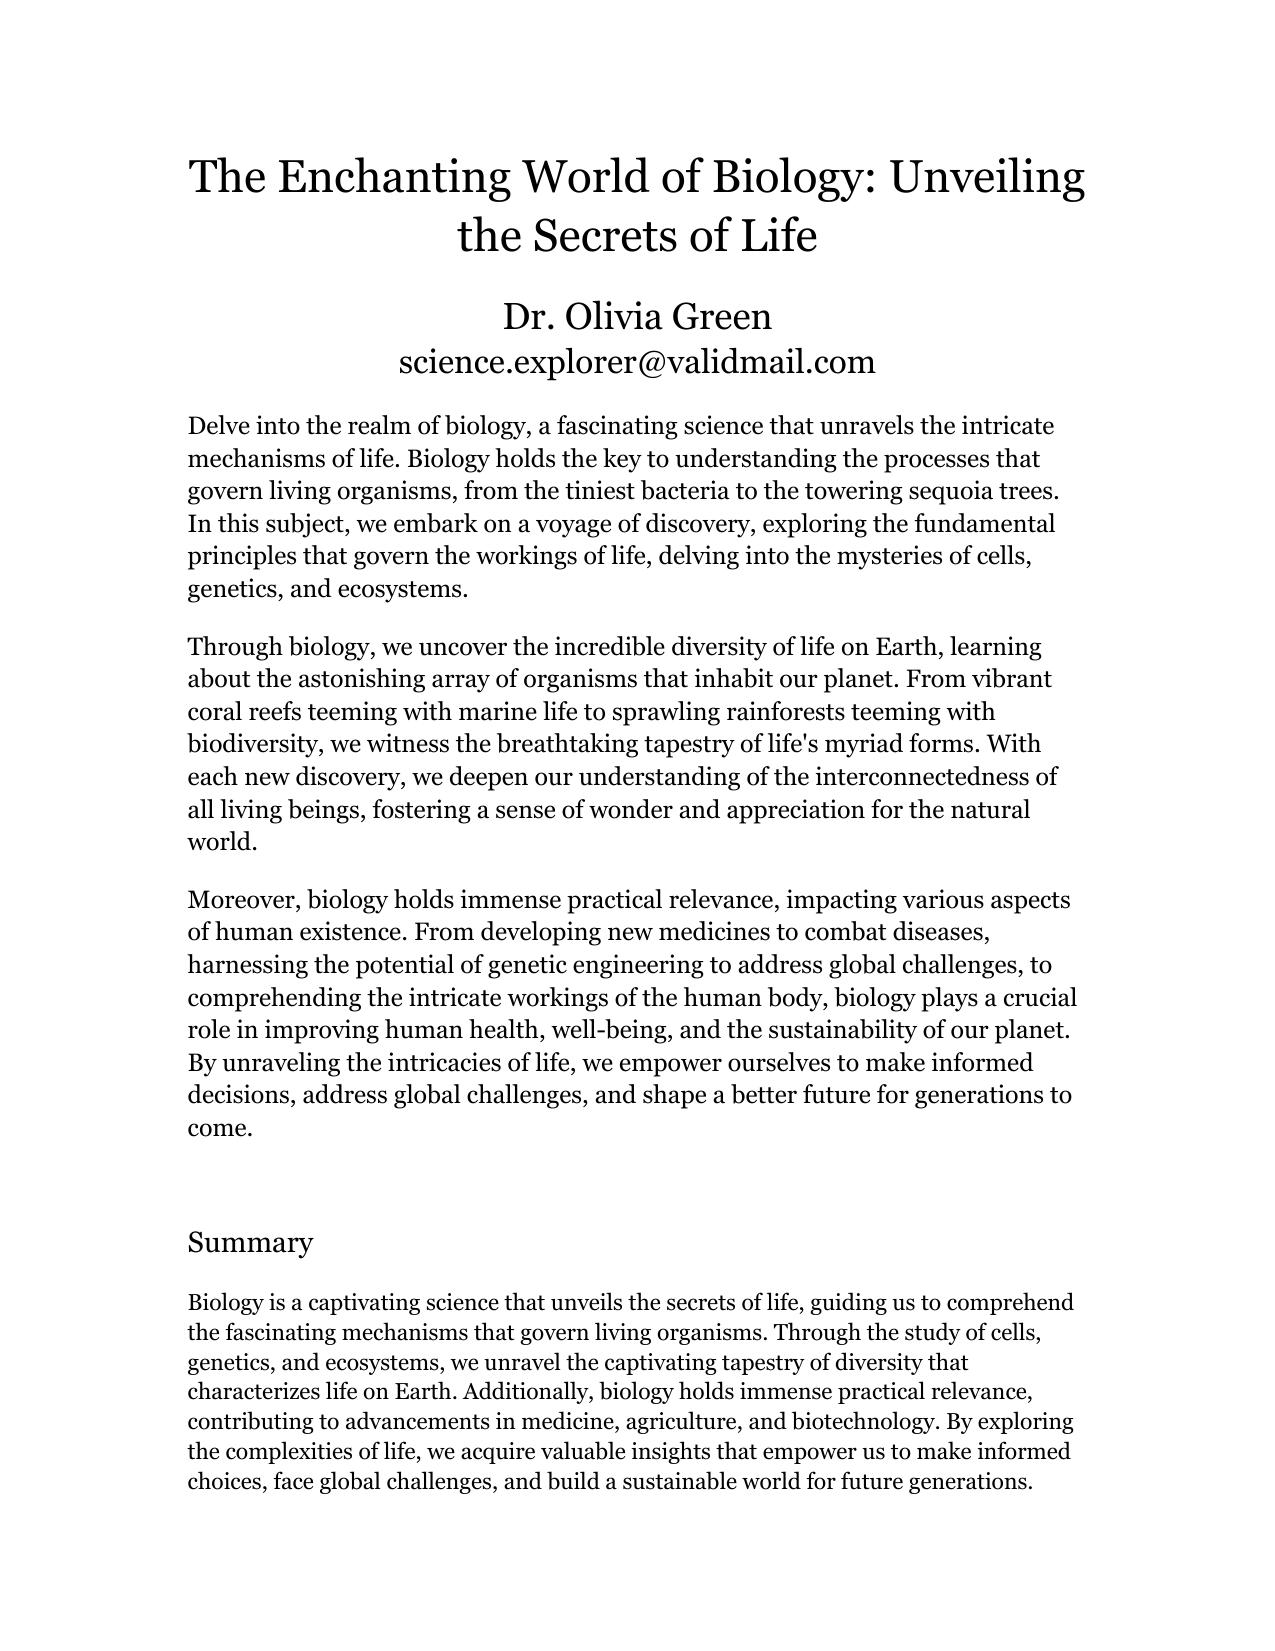 The Enchanting World of Biology: Unveiling
the Secrets of Life
Dr. Olivia Green
science.explorer@validmail.com
Delve into the realm of biology, a fascinating science that unravels the intricate
mechanisms of life. Biology holds the key to understanding the processes that
govern living organisms, from the tiniest bacteria to the towering sequoia trees.
In this subject, we embark on a voyage of discovery, exploring the fundamental
principles that govern the workings of life, delving into the mysteries of cells,
genetics, and ecosystems.
Through biology, we uncover the incredible diversity of life on Earth, learning
about the astonishing array of organisms that inhabit our planet. From vibrant
coral reefs teeming with marine life to sprawling rainforests teeming with
biodiversity, we witness the breathtaking tapestry of life's myriad forms. With
each new discovery, we deepen our understanding of the interconnectedness of
all living beings, fostering a sense of wonder and appreciation for the natural
world.
Moreover, biology holds immense practical relevance, impacting various aspects
of human existence. From developing new medicines to combat diseases,
harnessing the potential of genetic engineering to address global challenges, to
comprehending the intricate workings of the human body, biology plays a crucial
role in improving human health, well-being, and the sustainability of our planet.
By unraveling the intricacies of life, we empower ourselves to make informed
decisions, address global challenges, and shape a better future for generations to
come.
Summary
Biology is a captivating science that unveils the secrets of life, guiding us to comprehend
the fascinating mechanisms that govern living organisms. Through the study of cells,
genetics, and ecosystems, we unravel the captivating tapestry of diversity that
characterizes life on Earth. Additionally, biology holds immense practical relevance,
contributing to advancements in medicine, agriculture, and biotechnology. By exploring
the complexities of life, we acquire valuable insights that empower us to make informed
choices, face global challenges, and build a sustainable world for future generations.